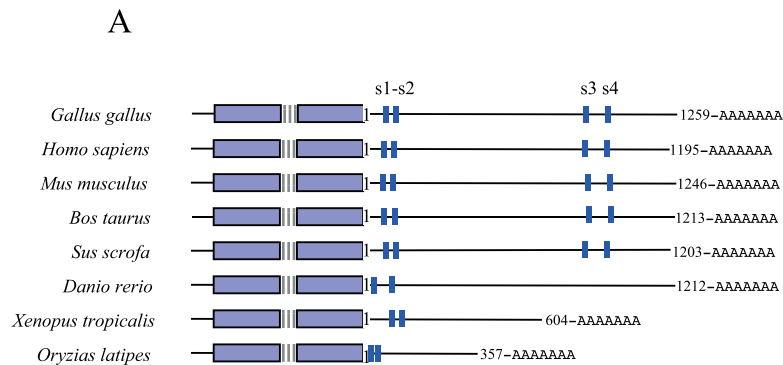 A
s1-s2 s3 s4
Gallus gallus 1 1259-AAAAAAA
Homo sapiens 1 1195-AAAAAAA
Mus musculus 1 1246-AAAAAAA
Bos taurus 1 1213-AAAAAAA
Sus scrofa 1 1203-AAAAAAA
Danio rerio 1 1212-AAAAAAA
Xenopus tropicalis 1 604-AAAAAAA
Oryzias latipes 1 357-AAAAAAA